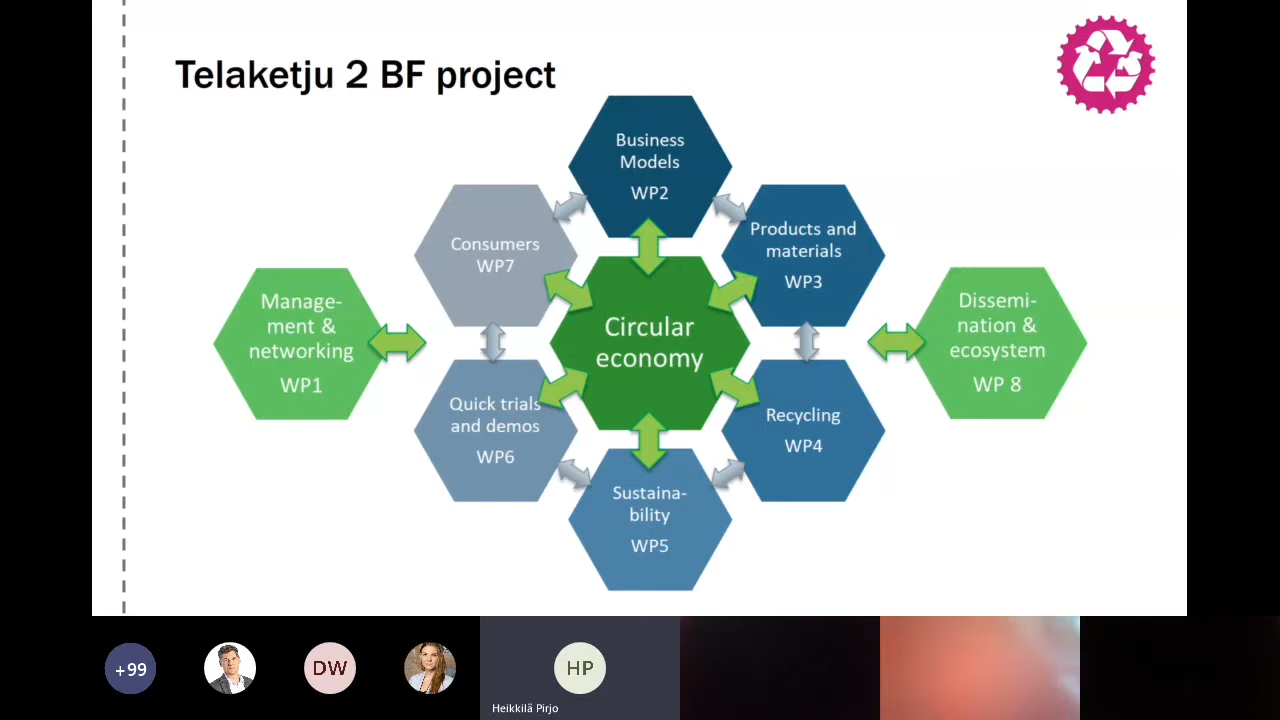 Telaketju 2 BF project
Business
Models
WP2
Consumers
WP7
Products and
materials
WP3
Manage-
ment &
networking
WP1
Circular
economy
Dissemi-
nation &
ecosystem
WP 8
Quick trials
and demos
WP6
Recycling
WP4
Sustaina-
bility
WP5
+99
DW
HP
Heikkilä Pirjo